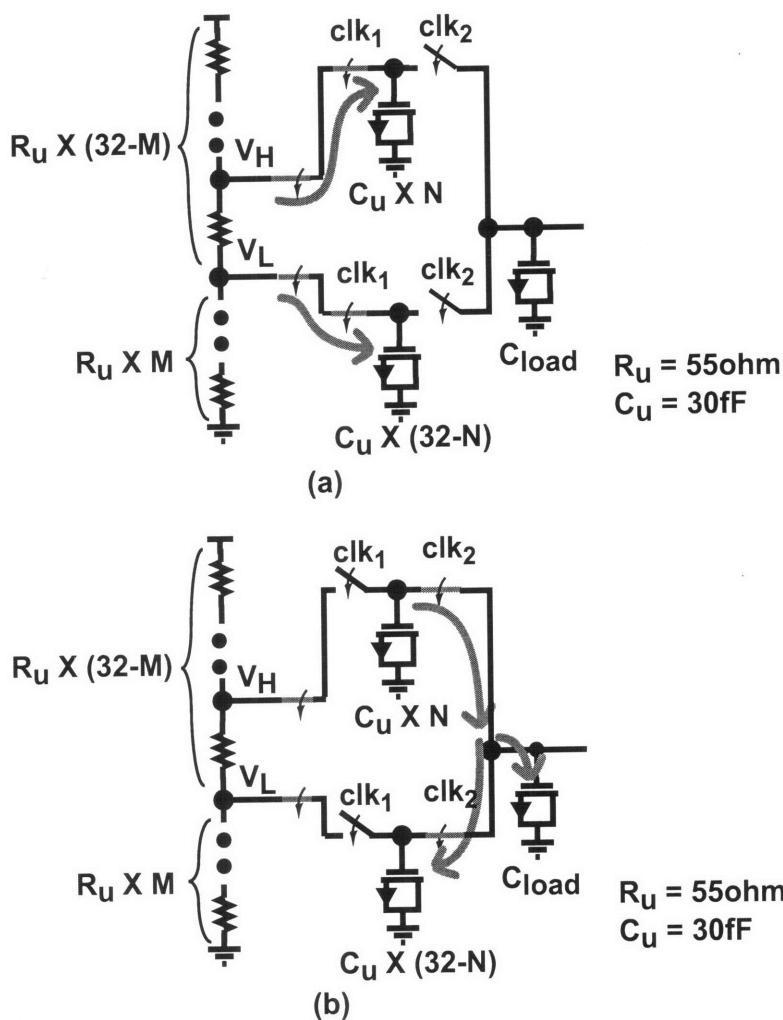 clk1 clk2
Ru X (32-M)
VH
Cu X N
VL
clk1 clk2
Ru X M
Cload
Ru = 55ohm
Cu = 30fF
Cu X (32-N)
(a)
clk1 clk2
Ru X (32-M)
VH
Cu X N
VL
clk1 clk2
Ru X M
Cload
Ru = 55ohm
Cu = 30fF
Cu X (32-N)
(b)